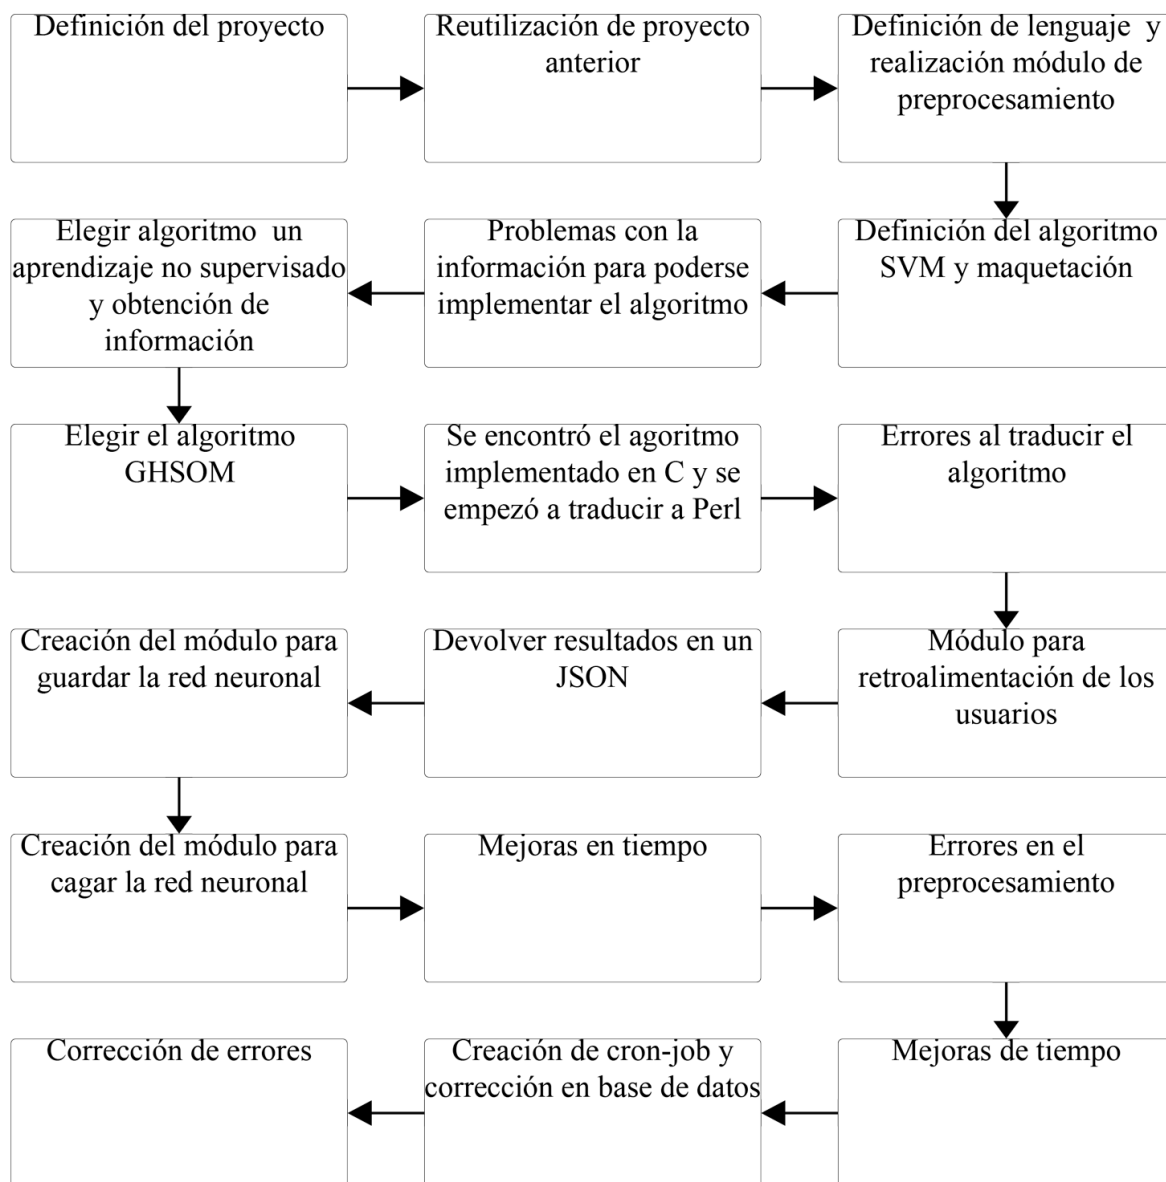 Definición del proyecto
Reutilización de proyecto
anterior
Definición de lenguaje y
realización módulo de
preprocesamiento
Definición del algoritmo
SVM y maquetación
Problemas con la
información para poderse
implementar el algoritmo
Elegir algoritmo un
aprendizaje no supervisado
y obtención de
información
Elegir el algoritmo
GHSOM
Se encontró el agoritmo
implementado en C y se
empezó a traducir a Perl
Errores al traducir el
algoritmo
Módulo para
retroalimentación de los
usuarios
Devolver resultados en un
JSON
Creación del módulo para
guardar la red neuronal
Creación del módulo para
cagar la red neuronal
Mejoras en tiempo
Errores en el
preprocesamiento
Mejoras de tiempo
Creación de cron-job y
corrección en base de datos
Corrección de errores